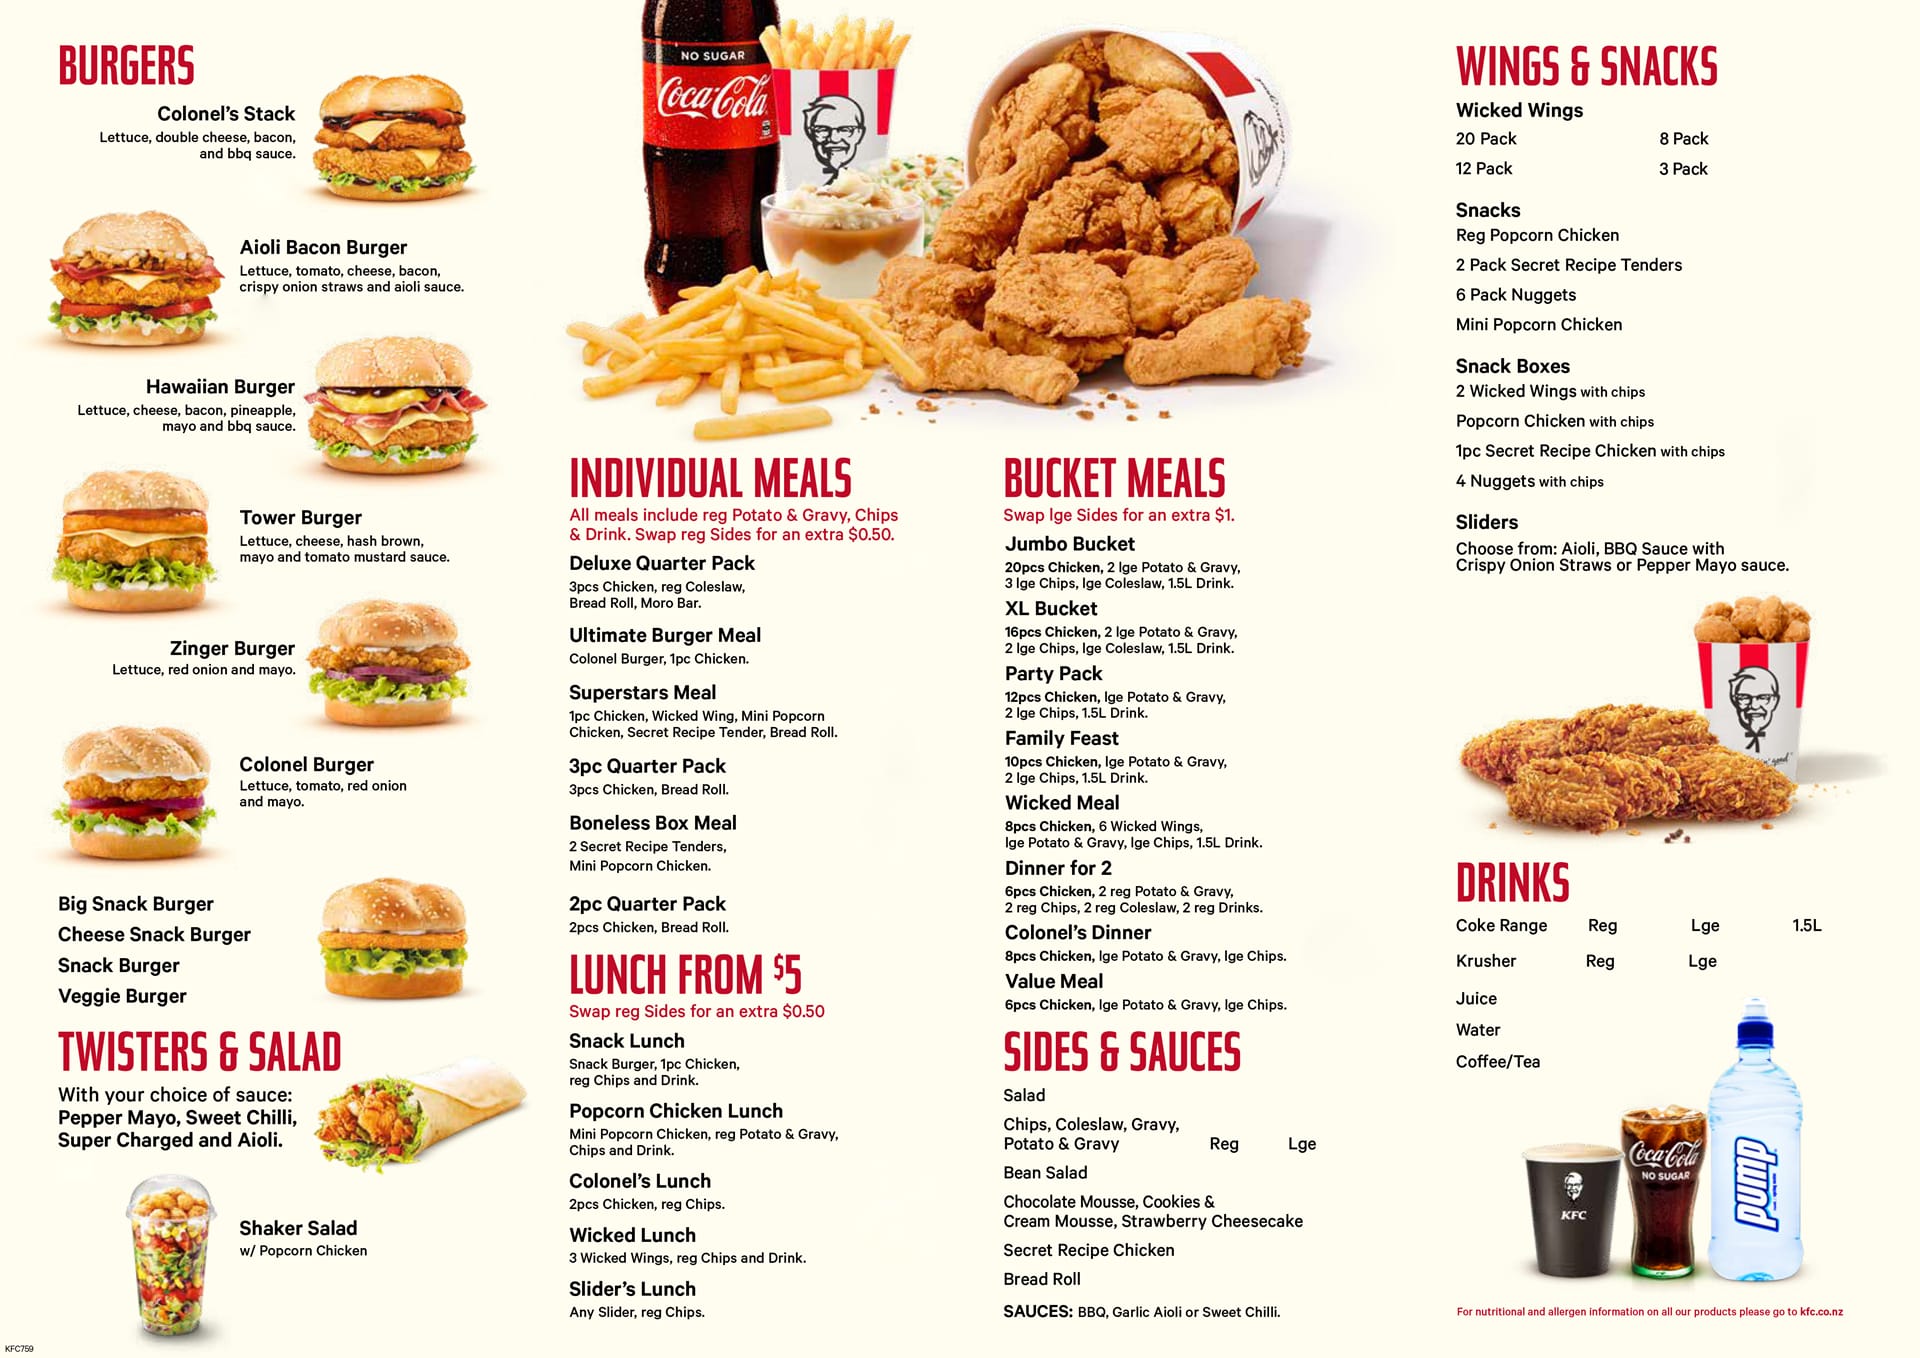 BURGERS
Colonel's Stack
Lettuce, double cheese, bacon,
and bbq sauce.
Aioli Bacon Burger
Lettuce, tomato, cheese, bacon,
crispy onion straws and aioli sauce.
Hawaiian Burger
Lettuce, cheese, bacon, pineapple,
mayo and bbq sauce.
Tower Burger
Lettuce, cheese, hash brown,
mayo and tomato mustard sauce.
Zinger Burger
Lettuce, red onion and mayo.
Colonel Burger
Lettuce, tomato, red onion
and mayo.
Big Snack Burger
Cheese Snack Burger
Snack Burger
Veggie Burger
TWISTERS & SALAD
With your choice of sauce:
Pepper Mayo, Sweet Chilli,
Super Charged and Aioli.
Shaker Salad
w/ Popcorn Chicken
KFC759
NO SUGAR
Coca-Cola
INDIVIDUAL MEALS
All meals include reg Potato & Gravy, Chips
& Drink. Swap reg Sides for an extra $0.50.
Deluxe Quarter Pack
3pcs Chicken, reg Coleslaw,
Bread Roll, Moro Bar.
Ultimate Burger Meal
Colonel Burger, 1pc Chicken.
Superstars Meal
1pc Chicken, Wicked Wing, Mini Popcorn
Chicken, Secret Recipe Tender, Bread Roll.
3pc Quarter Pack
3pcs Chicken, Bread Roll.
Boneless Box Meal
2 Secret Recipe Tenders,
Mini Popcorn Chicken.
2pc Quarter Pack
2pcs Chicken, Bread Roll.
LUNCH FROM $5
Swap reg Sides for an extra $0.50
Snack Lunch
Snack Burger, 1pc Chicken,
reg Chips and Drink.
Popcorn Chicken Lunch
Mini Popcorn Chicken, reg Potato & Gravy,
Chips and Drink.
Colonel's Lunch
2pcs Chicken, reg Chips.
Wicked Lunch
3 Wicked Wings, reg Chips and Drink.
Slider's Lunch
Any Slider, reg Chips.
BUCKET MEALS
Swap lge Sides for an extra $1.
Jumbo Bucket
20pcs Chicken, 2 lge Potato & Gravy,
3 lge Chips, lge Coleslaw, 1.5L Drink.
XL Bucket
16pcs Chicken, 2 lge Potato & Gravy,
2 lge Chips, lge Coleslaw, 1.5L Drink.
Party Pack
12pcs Chicken, lge Potato & Gravy,
2 lge Chips, 1.5L Drink.
Family Feast
10pcs Chicken, lge Potato & Gravy,
2 lge Chips, 1.5L Drink.
Wicked Meal
8pcs Chicken, 6 Wicked Wings,
lge Potato & Gravy, lge Chips, 1.5L Drink.
Dinner for 2
6pcs Chicken, 2 reg Potato & Gravy,
2 reg Chips, 2 reg Coleslaw, 2 reg Drinks.
Colonel's Dinner
8pcs Chicken, lge Potato & Gravy, lge Chips.
Value Meal
6pcs Chicken, lge Potato & Gravy, lge Chips.
SIDES & SAUCES
Salad
Chips, Coleslaw, Gravy,
Potato & Gravy Reg Lge
Bean Salad
Chocolate Mousse, Cookies &
Cream Mousse, Strawberry Cheesecake
Secret Recipe Chicken
Bread Roll
SAUCES: BBQ, Garlic Aioli or Sweet Chilli.
WINGS & SNACKS
Wicked Wings
20 Pack 8 Pack
12 Pack 3 Pack
Snacks
Reg Popcorn Chicken
2 Pack Secret Recipe Tenders
6 Pack Nuggets
Mini Popcorn Chicken
Snack Boxes
2 Wicked Wings with chips
Popcorn Chicken with chips
1pc Secret Recipe Chicken with chips
4 Nuggets with chips
Sliders
Choose from: Aioli, BBQ Sauce with
Crispy Onion Straws or Pepper Mayo sauce.
good"
DRINKS
Coke Range Reg Lge 1.5L
Krusher Reg Lge
Juice
Water
Coffee/Tea
KFC
Coca-Cola
NO SUGAR
pump
For nutritional and allergen information on all our products please go to kfc.co.nz